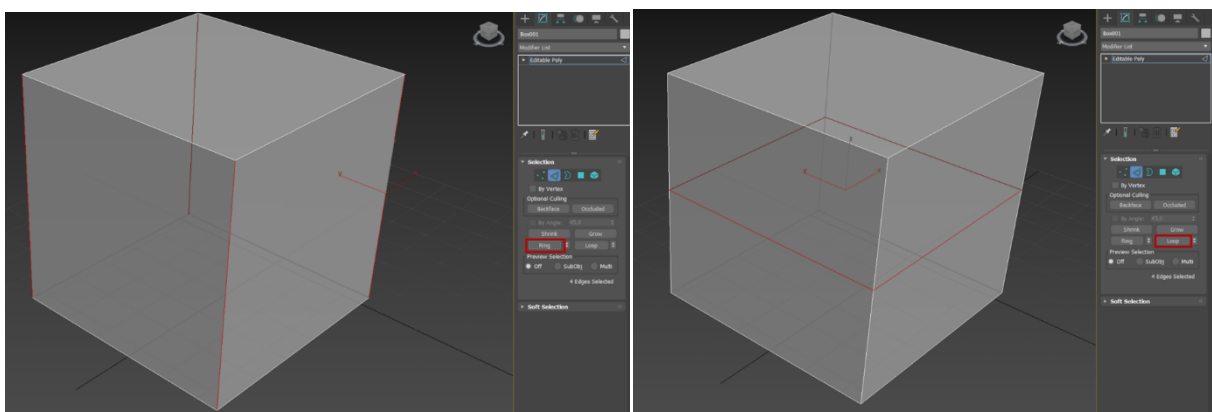 Box001
Modifier List
Editable Poly
Selection
By Vertex
Optional Culling
Backface Occluded
By Angle: 45,0
Shrink Grow
Ring Loop
Preview Selection
Off SubObj Multi
4 Edges Selected
Soft Selection
x
Box001
Modifier List
Editable Poly
Selection
By Vertex
Optional Culling
Backface Occluded
By Angle: 45,0
Shrink Grow
Ring Loop
Preview Selection
Off SubObj Multi
4 Edges Selected
Soft Selection
z
x